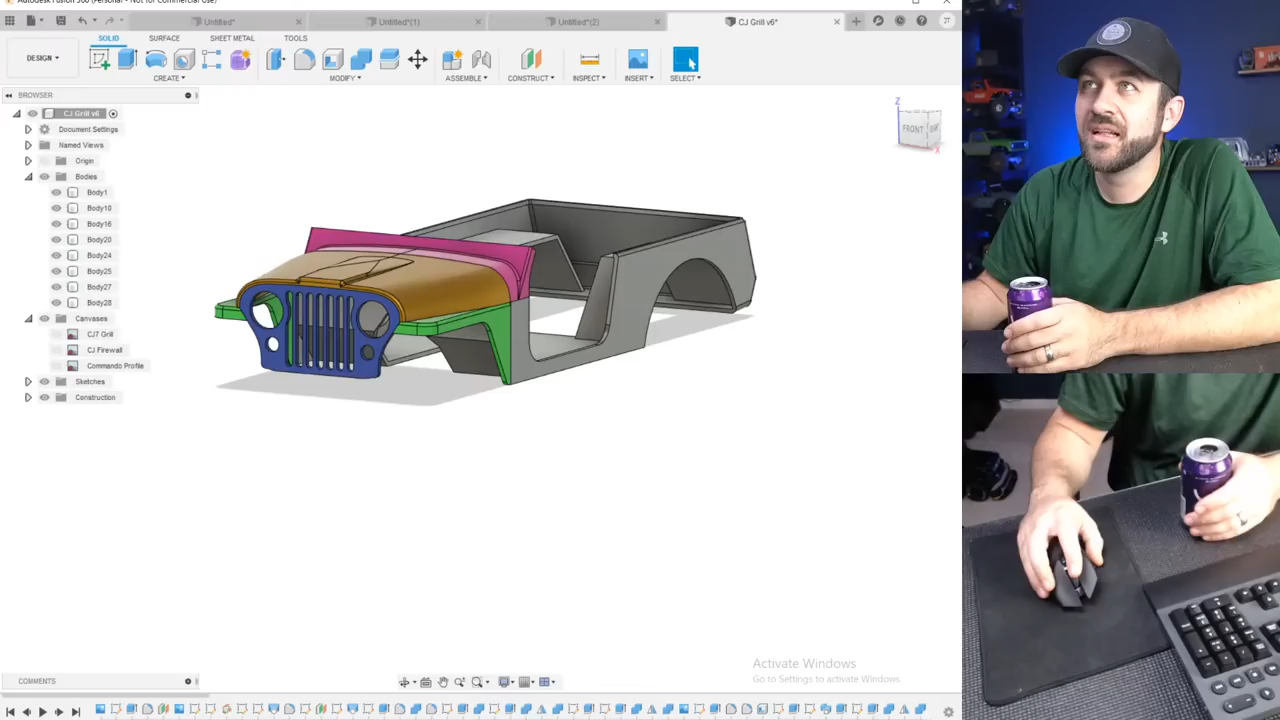 Autodesk Fusion 360 (Personal - Not for Commercial Use)
Untitled*
Untitled*(1)
Untitled*(2)
CJ Grill v6*
JT
SOLID
SURFACE
SHEET METAL
TOOLS
DESIGN
CREATE
MODIFY
ASSEMBLE
CONSTRUCT
INSPECT
INSERT
SELECT
BROWSER
CJ Grill v6
Document Settings
Named Views
Origin
Bodies
Body1
Body10
Body16
Body20
Body24
Body25
Body27
Body28
Canvases
CJ7 Grill
CJ Firewall
Commando Profile
Sketches
Construction
Z
FRONT
X
Activate Windows
Go to Settings to activate Windows.
COMMENTS